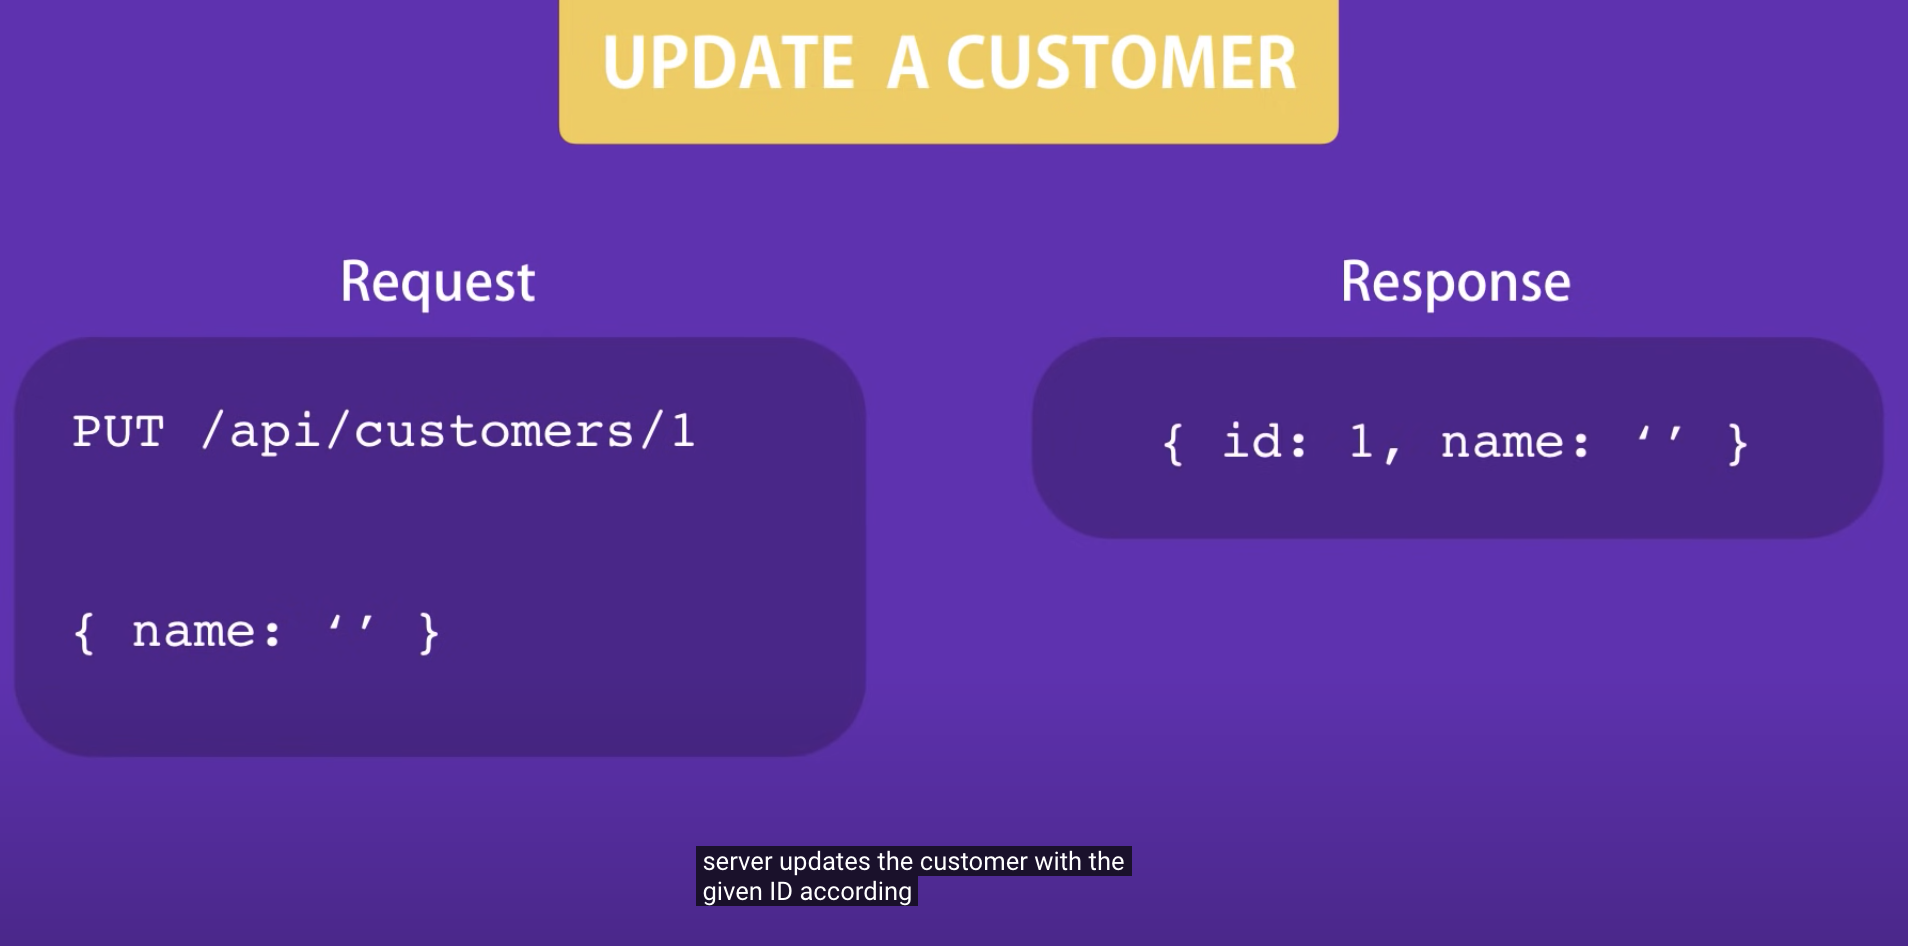 UPDATE A CUSTOMER
Request
Response
PUT /api/customers/1
{ name: ‘’ }
{ id: 1, name: ‘’ }
server updates the customer with the
given ID according